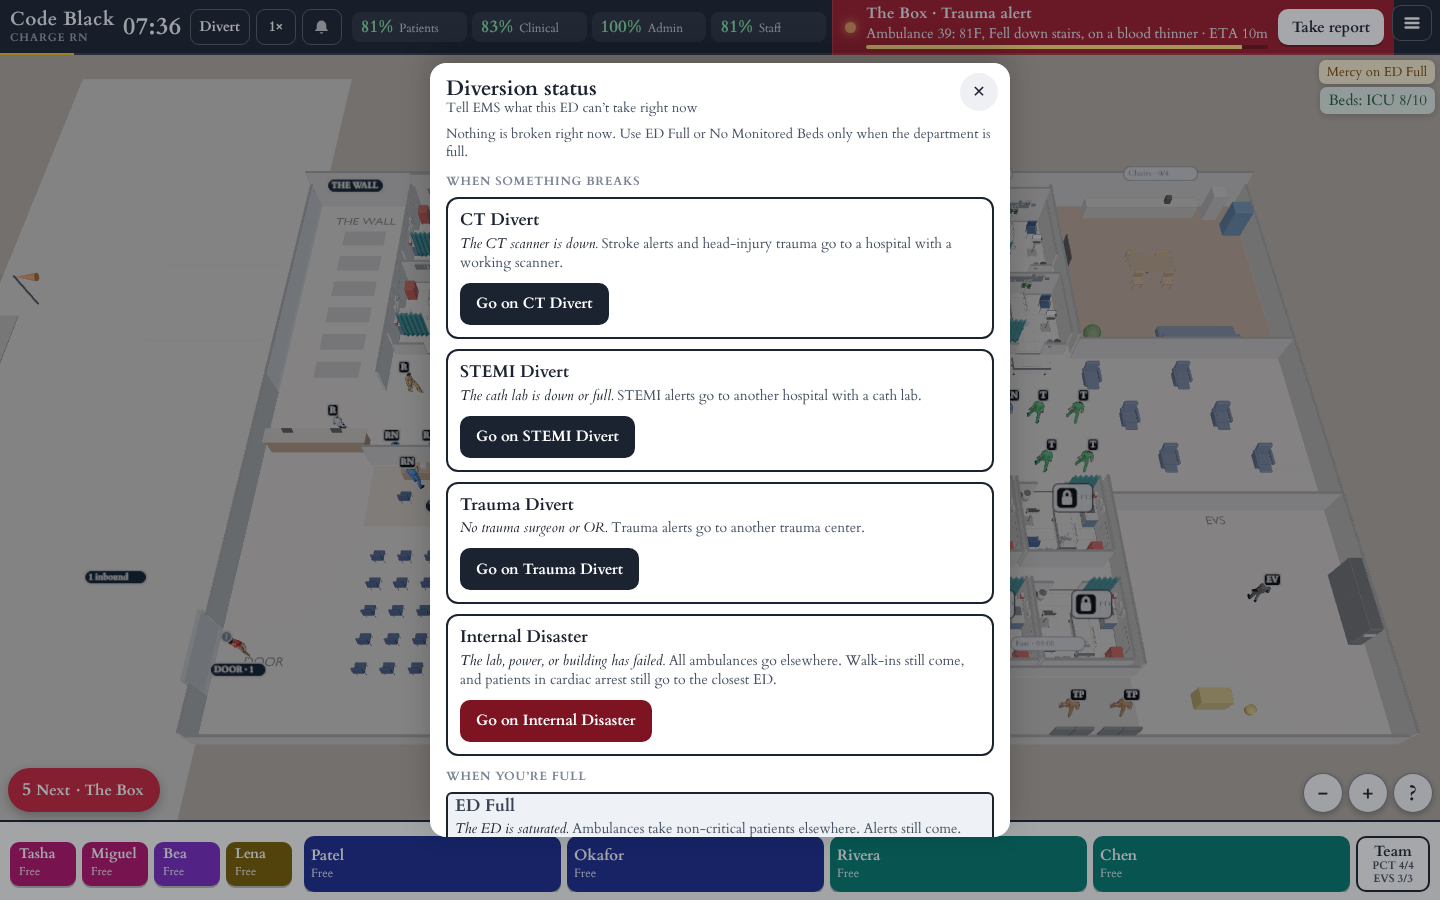 Code Black
CHARGE RN
07:36
Divert
1×
81% Patients
83% Clinical
100% Admin
81% Staff
The Box · Trauma alert
Ambulance 39: 81F, Fell down stairs, on a blood thinner · ETA 10m
Take report
Mercy on ED Full
Beds: ICU 8/10
Diversion status
Tell EMS what this ED can't take right now
×
Nothing is broken right now. Use ED Full or No Monitored Beds only when the department is
full.
WHEN SOMETHING BREAKS
CT Divert
The CT scanner is down. Stroke alerts and head-injury trauma go to a hospital with a
working scanner.
Go on CT Divert
STEMI Divert
The cath lab is down or full. STEMI alerts go to another hospital with a cath lab.
Go on STEMI Divert
Trauma Divert
No trauma surgeon or OR. Trauma alerts go to another trauma center.
Go on Trauma Divert
Internal Disaster
The lab, power, or building has failed. All ambulances go elsewhere. Walk-ins still come,
and patients in cardiac arrest still go to the closest ED.
Go on Internal Disaster
WHEN YOU'RE FULL
ED Full
The ED is saturated. Ambulances take non-critical patients elsewhere. Alerts still come.
THE WALL
THE WALL
Chairs · 0/4
R
R
RN
RN
T
T
T
T
EVS
EV
1 inbound
DOOR
DOOR · 1
TP
TP
5 Next · The Box
−
+
?
Tasha
Free
Miguel
Free
Bea
Free
Lena
Free
Patel
Free
Okafor
Free
Rivera
Free
Chen
Free
Team
PCT 4/4
EVS 3/3